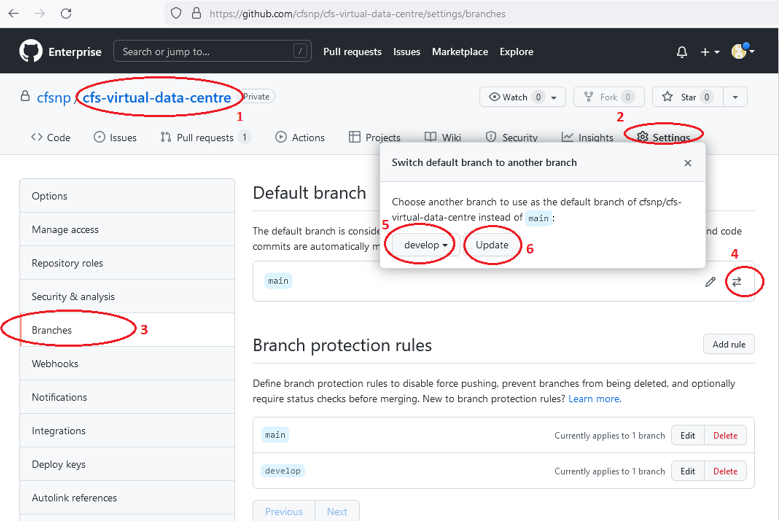 https://github.com/cfsnp/cfs-virtual-data-centre/settings/branches
Enterprise
Search or jump to...
/
Pull requests Issues Marketplace Explore
cfsnp / cfs-virtual-data-centre Private
Watch 0
Fork 0
Star 0
1
2
Code Issues Pull requests 1 Actions Projects Wiki Security Insights Settings
Switch default branch to another branch
Choose another branch to use as the default branch of cfsnp/cfs-
virtual-data-centre instead of main:
5
develop
Update
6
Options
Manage access
Repository roles
Security & analysis
Branches
3
Webhooks
Notifications
Integrations
Deploy keys
Autolink references
Default branch
The default branch is conside
nd code
commits are automatically m
4
main
Branch protection rules
Add rule
Define branch protection rules to disable force pushing, prevent branches from being deleted, and optionally
require status checks before merging. New to branch protection rules? Learn more.
main Currently applies to 1 branch Edit Delete
develop Currently applies to 1 branch Edit Delete
Previous Next